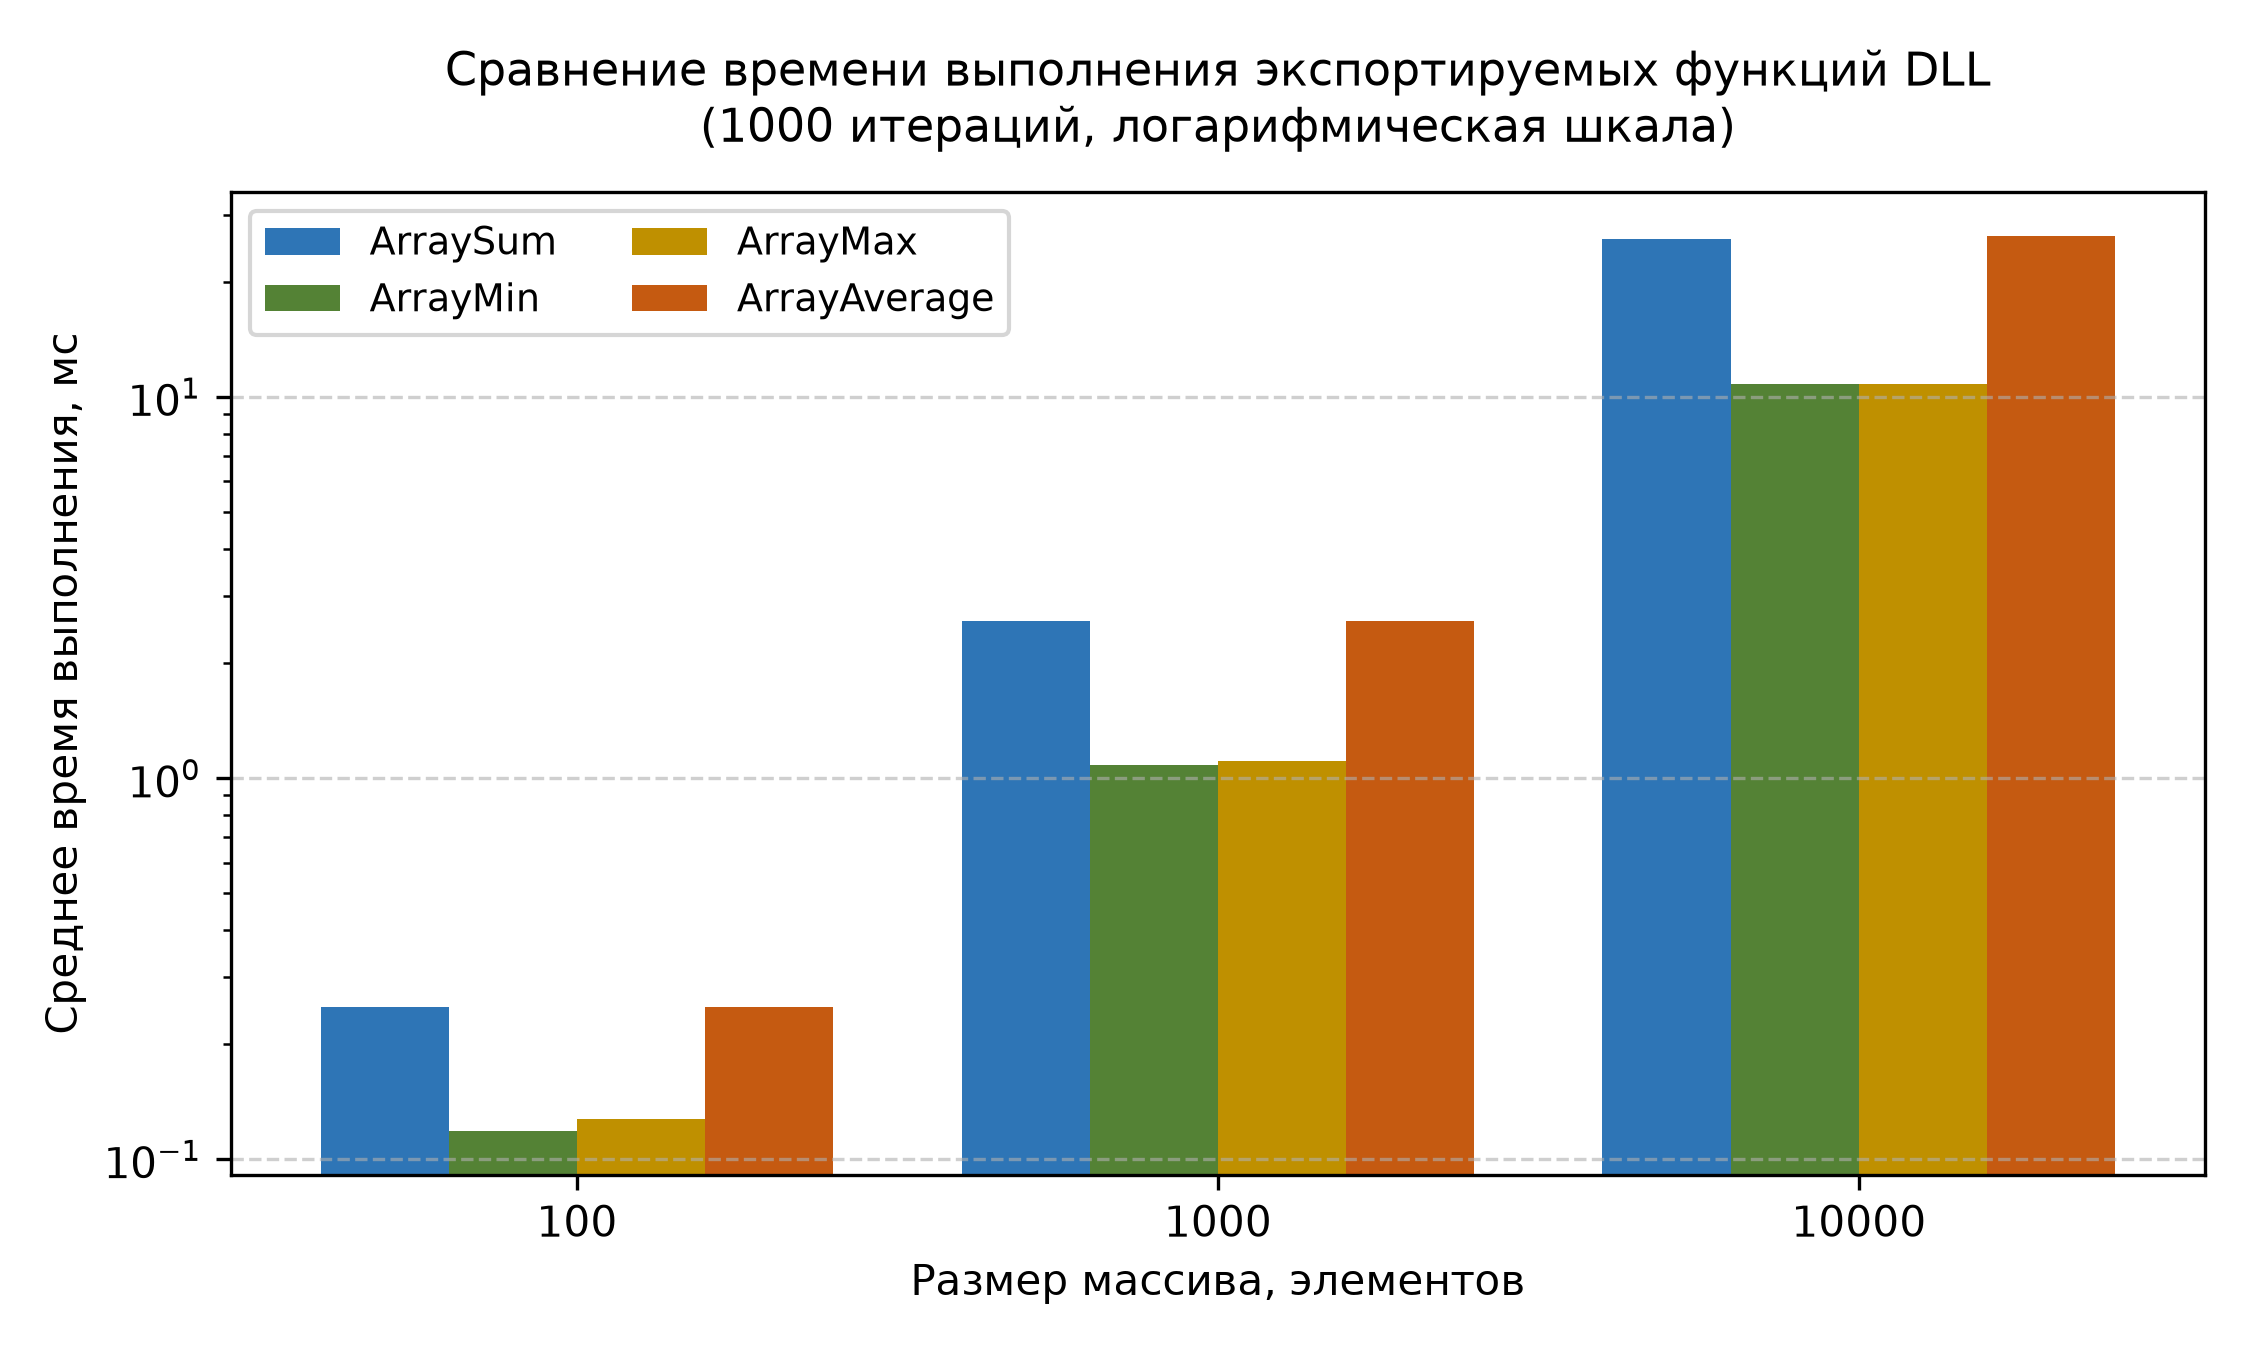 Сравнение времени выполнения экспортируемых функций DLL
(1000 итераций, логарифмическая шкала)
ArraySum
ArrayMin
ArrayMax
ArrayAverage
Среднее время выполнения, мс
10¹
10⁰
10⁻¹
100
1000
10000
Размер массива, элементов